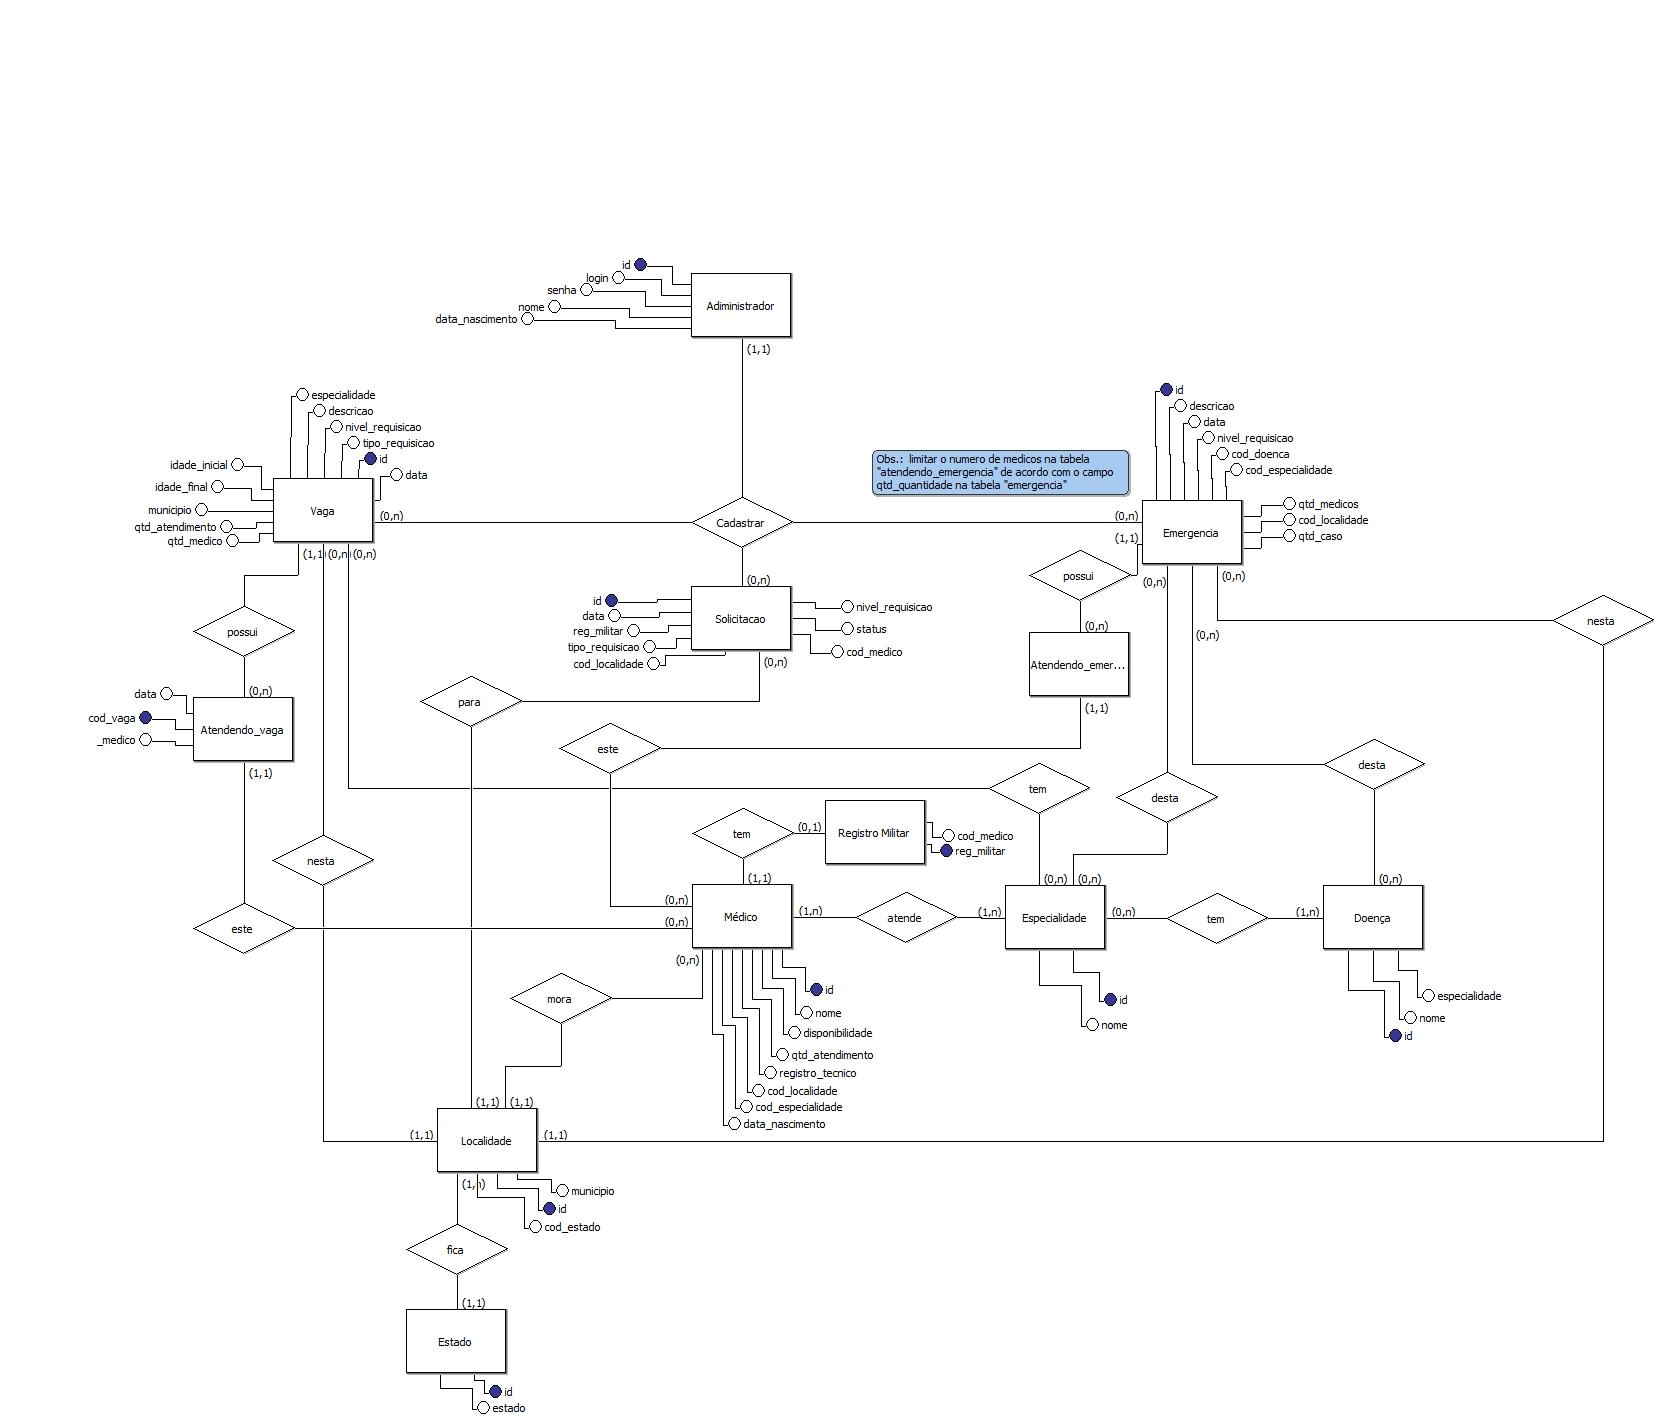 id
login
senha
nome
data_nascimento
Adiministrador
(1,1)
especialidade
descricao
nivel_requisicao
tipo_requisicao
id
data
idade_inicial
idade_final
municipio
qtd_atendimento
qtd_medico
Vaga
(0,n)
(1,1)
(0,n)
(0,n)
Cadastrar
Obs.: limitar o numero de medicos na tabela
"atendendo_emergencia" de acordo com o campo
qtd_quantidade na tabela "emergencia"
id
descricao
data
nivel_requisicao
cod_doenca
cod_especialidade
qtd_medicos
cod_localidade
qtd_caso
Emergencia
(0,n)
(1,1)
(0,n)
(0,n)
(0,n)
possui
(0,n)
Atendendo_emer...
(1,1)
nesta
(0,n)
id
data
reg_militar
tipo_requisicao
cod_localidade
Solicitacao
nivel_requisicao
status
cod_medico
(0,n)
possui
(0,n)
data
cod_vaga
_medico
Atendendo_vaga
(1,1)
para
este
tem
desta
desta
nesta
este
tem
(0,1)
Registro Militar
cod_medico
reg_militar
(1,1)
(0,n)
(0,n)
Médico
(0,n)
(1,n)
atende
(1,n)
(0,n)
(0,n)
Especialidade
(0,n)
tem
(1,n)
(0,n)
Doença
id
nome
disponibilidade
qtd_atendimento
registro_tecnico
cod_localidade
cod_especialidade
data_nascimento
id
nome
especialidade
nome
id
mora
(1,1)
(1,1)
(1,1)
Localidade
(1,1)
(1,n)
municipio
id
cod_estado
fica
(1,1)
Estado
id
estado